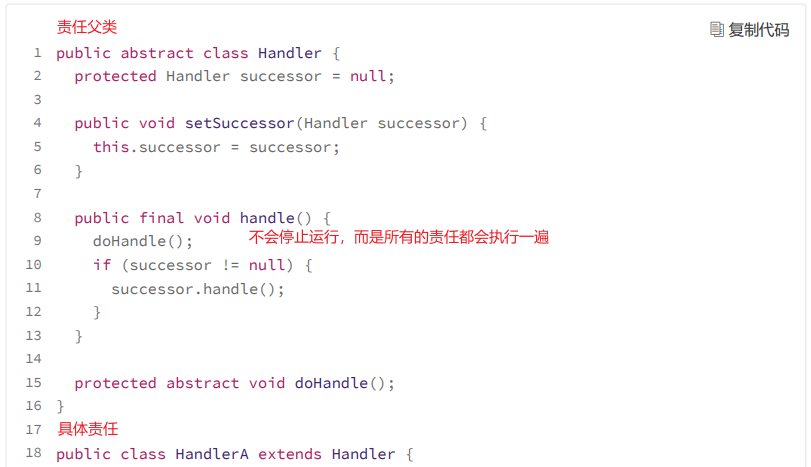 责任父类
复制代码
1 public abstract class Handler {
2   protected Handler successor = null;
3
4   public void setSuccessor(Handler successor) {
5     this.successor = successor;
6   }
7
8   public final void handle() {
9     doHandle(); 不会停止运行，而是所有的责任都会执行一遍
10     if (successor != null) {
11       successor.handle();
12     }
13   }
14
15   protected abstract void doHandle();
16 }
17 具体责任
18 public class HandlerA extends Handler {